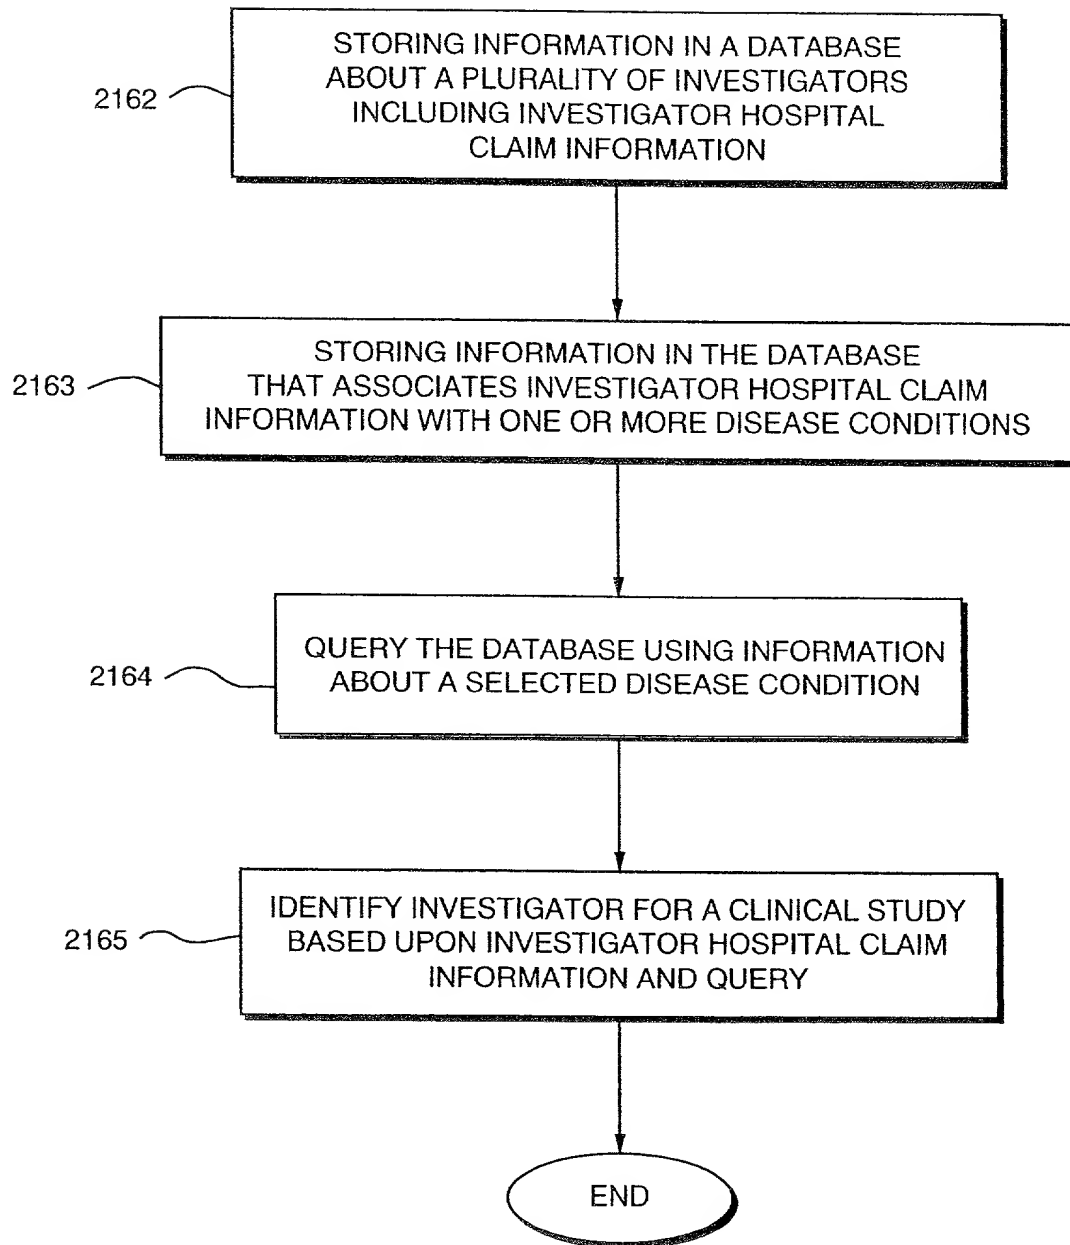 STORING INFORMATION IN A DATABASE
ABOUT A PLURALITY OF INVESTIGATORS
INCLUDING INVESTIGATOR HOSPITAL
CLAIM INFORMATION
2162
STORING INFORMATION IN THE DATABASE
THAT ASSOCIATES INVESTIGATOR HOSPITAL CLAIM
INFORMATION WITH ONE OR MORE DISEASE CONDITIONS
2163
QUERY THE DATABASE USING INFORMATION
ABOUT A SELECTED DISEASE CONDITION
2164
IDENTIFY INVESTIGATOR FOR A CLINICAL STUDY
BASED UPON INVESTIGATOR HOSPITAL CLAIM
INFORMATION AND QUERY
2165
END